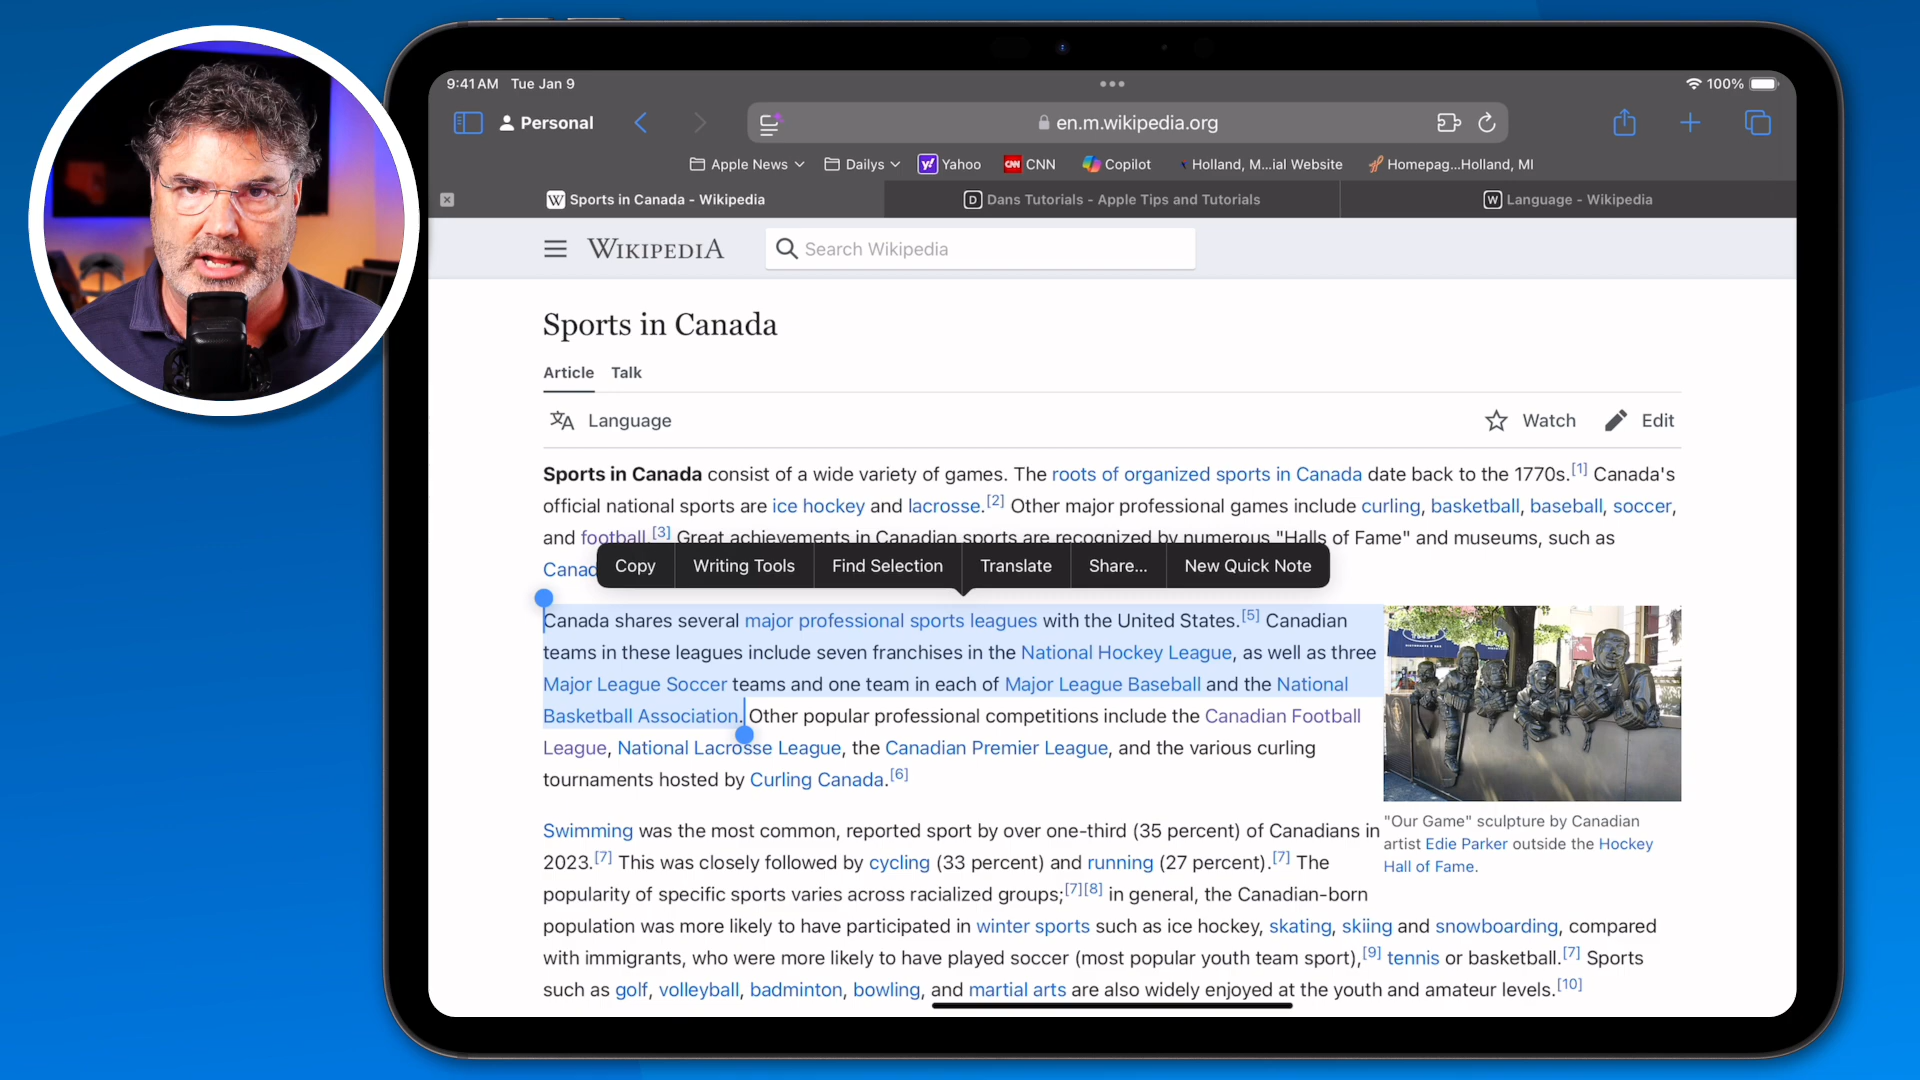 9:41 AM Tue Jan 9
100%
Personal
en.m.wikipedia.org
Apple News
Dailys
Yahoo
CNN
Copilot
Holland, M...ial Website
Homepag...Holland, MI
W Sports in Canada - Wikipedia
D Dans Tutorials - Apple Tips and Tutorials
W Language - Wikipedia
WIKIPEDIA
Search Wikipedia
Sports in Canada
Article Talk
Language
Watch
Edit
Sports in Canada consist of a wide variety of games. The roots of organized sports in Canada date back to the 1770s.[1] Canada's
official national sports are ice hockey and lacrosse.[2] Other major professional games include curling, basketball, baseball, soccer,
and football.[3] Great achievements in Canadian sports are recognized by numerous "Halls of Fame" and museums, such as
Canad
Copy
Writing Tools
Find Selection
Translate
Share...
New Quick Note
Canada shares several major professional sports leagues with the United States.[5] Canadian
teams in these leagues include seven franchises in the National Hockey League, as well as three
Major League Soccer teams and one team in each of Major League Baseball and the National
Basketball Association. Other popular professional competitions include the Canadian Football
League, National Lacrosse League, the Canadian Premier League, and the various curling
tournaments hosted by Curling Canada.[6]
"Our Game" sculpture by Canadian
artist Edie Parker outside the Hockey
Hall of Fame.
Swimming was the most common, reported sport by over one-third (35 percent) of Canadians in
2023.[7] This was closely followed by cycling (33 percent) and running (27 percent).[7] The
popularity of specific sports varies across racialized groups;[7][8] in general, the Canadian-born
population was more likely to have participated in winter sports such as ice hockey, skating, skiing and snowboarding, compared
with immigrants, who were more likely to have played soccer (most popular youth team sport),[9] tennis or basketball.[7] Sports
such as golf, volleyball, badminton, bowling, and martial arts are also widely enjoyed at the youth and amateur levels.[10]